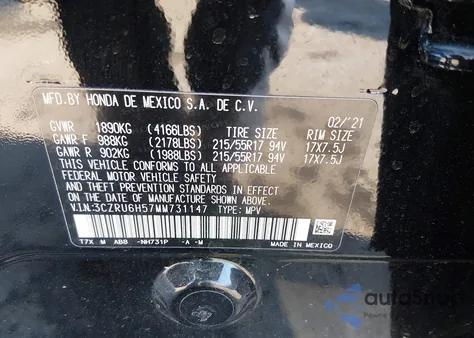 MFD.BY HONDA DE MEXICO S.A. DE C.V.
02/'21
GVWR 1890KG (4166LBS) TIRE SIZE RIM SIZE
GAWR F 988KG (2178LBS) 215/55R17 94V 17X7.5J
GAWR R 902KG (1988LBS) 215/55R17 94V 17X7.5J
THIS VEHICLE CONFORMS TO ALL APPLICABLE
FEDERAL MOTOR VEHICLE SAFETY
AND THEFT PREVENTION STANDARDS IN EFFECT ON THE
DATE OF MANUFACTURE SHOWN ABOVE.
V.I.N:3CZRU6H57MM731147 TYPE: MPV
T7X M ABB -NH731P -A -M MADE IN MEXICO